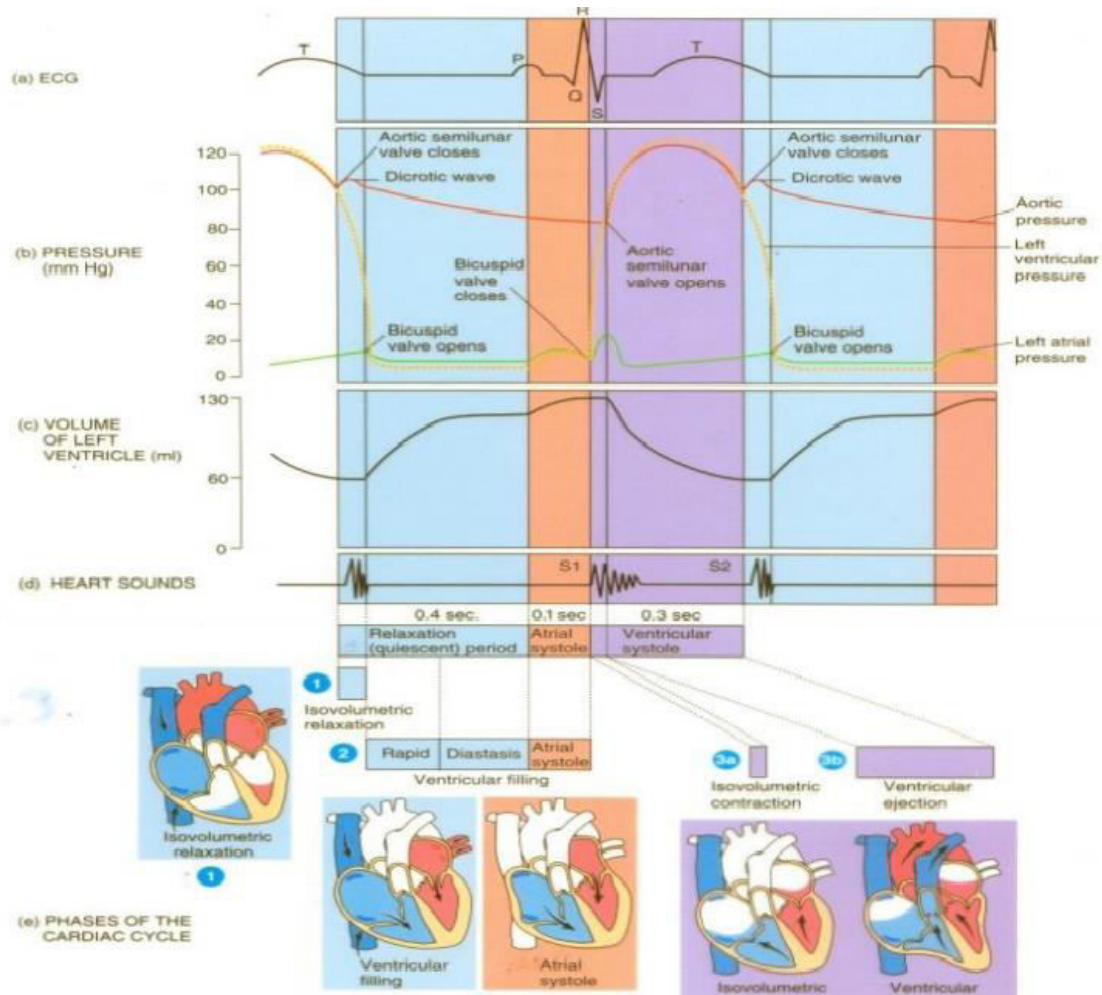 R
T
P
T
(a) ECG
Q
S
Aortic semilunar
valve closes
Dicrotic wave
Aortic semilunar
valve closes
Dicrotic wave
120
100
80
60
40
20
0
(b) PRESSURE
(mm Hg)
Bicuspid
valve
closes
Aortic
semilunar
valve opens
Aortic
pressure
Left
ventricular
pressure
Bicuspid
valve opens
Bicuspid
valve opens
Left atrial
pressure
130
60
0
(c) VOLUME
OF LEFT
VENTRICLE (ml)
(d) HEART SOUNDS
S1
S2
0.4 sec.
0.1 sec
0.3 sec
Relaxation
(quiescent) period
Atrial
systole
Ventricular
systole
1
Isovolumetric
relaxation
2
Rapid
Diastasis
Atrial
systole
Ventricular filling
3a
Isovolumetric
contraction
3b
Ventricular
ejection
Isovolumetric
relaxation
1
(e) PHASES OF THE
CARDIAC CYCLE
Ventricular
filling
Atrial
systole
Isovolumetric
Ventricular